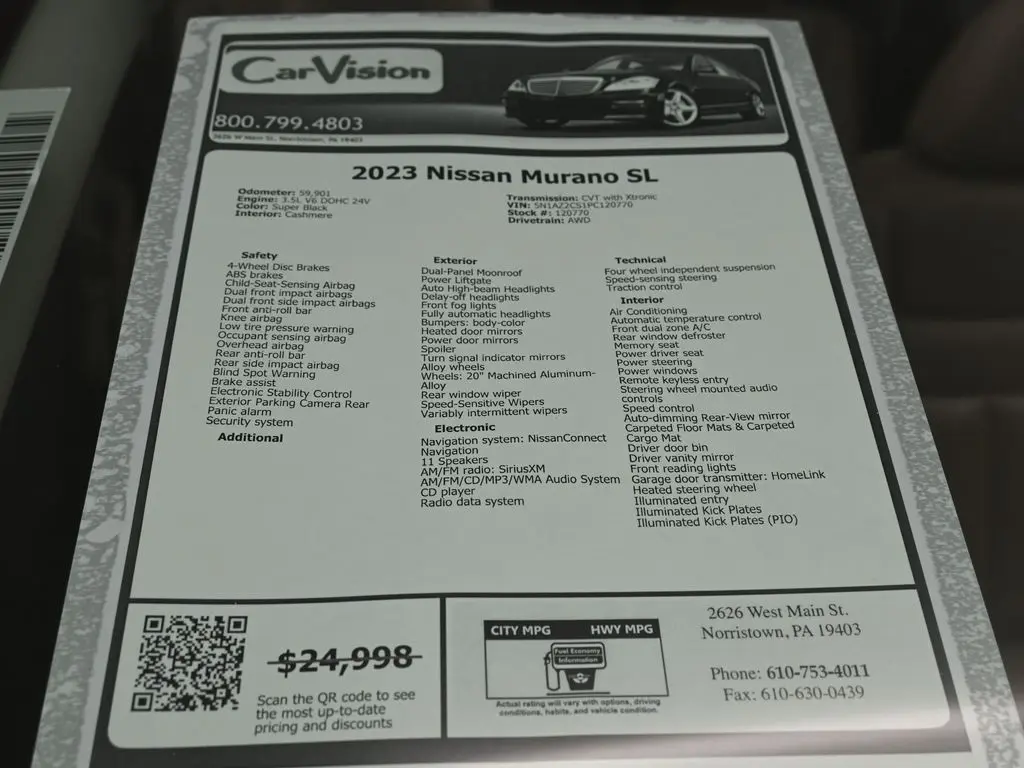 CarVision
800.799.4803
2626 W Main St. Norristown, PA 19403
2023 Nissan Murano SL
Odometer: 59,901
Engine: 3.5L V6 DOHC 24V
Color: Super Black
Interior: Cashmere
Transmission: CVT with Xtronic
VIN: 5N1AZ2CS1PC120770
Stock #: 120770
Drivetrain: AWD
Safety
4-Wheel Disc Brakes
ABS brakes
Child-Seat-Sensing Airbag
Dual front impact airbags
Dual front side impact airbags
Front anti-roll bar
Knee airbag
Low tire pressure warning
Occupant sensing airbag
Overhead airbag
Rear anti-roll bar
Rear side impact airbag
Blind Spot Warning
Brake assist
Electronic Stability Control
Exterior Parking Camera Rear
Panic alarm
Security system
Additional
Exterior
Dual-Panel Moonroof
Power Liftgate
Auto High-beam Headlights
Delay-off headlights
Front fog lights
Fully automatic headlights
Bumpers: body-color
Heated door mirrors
Power door mirrors
Spoiler
Turn signal indicator mirrors
Alloy wheels
Wheels: 20" Machined Aluminum-
Alloy
Rear window wiper
Speed-Sensitive Wipers
Variably intermittent wipers
Electronic
Navigation system: NissanConnect
Navigation
11 Speakers
AM/FM radio: SiriusXM
AM/FM/CD/MP3/WMA Audio System
CD player
Radio data system
Technical
Four wheel independent suspension
Speed-sensing steering
Traction control
Interior
Air Conditioning
Automatic temperature control
Front dual zone A/C
Rear window defroster
Memory seat
Power driver seat
Power steering
Power windows
Remote keyless entry
Steering wheel mounted audio
controls
Speed control
Auto-dimming Rear-View mirror
Carpeted Floor Mats & Carpeted
Cargo Mat
Driver door bin
Driver vanity mirror
Front reading lights
Garage door transmitter: HomeLink
Heated steering wheel
Illuminated entry
Illuminated Kick Plates
Illuminated Kick Plates (PIO)
$24,998
Scan the QR code to see
the most up-to-date
pricing and discounts
CITY MPG HWY MPG
Fuel Economy
Information
Actual rating will vary with options, driving
conditions, habits, and vehicle condition.
2626 West Main St.
Norristown, PA 19403
Phone: 610-753-4011
Fax: 610-630-0439